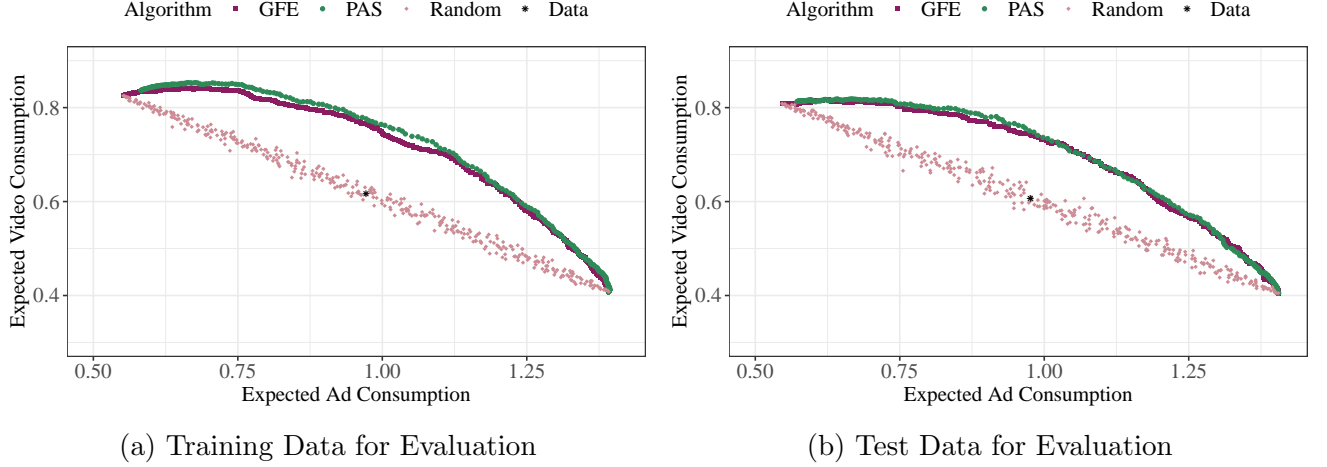 Algorithm GFE PAS Random Data
Expected Video Consumption
0.8
0.6
0.4
0.50 0.75 1.00 1.25
Expected Ad Consumption
(a) Training Data for Evaluation
Algorithm GFE PAS Random Data
Expected Video Consumption
0.8
0.6
0.4
0.50 0.75 1.00 1.25
Expected Ad Consumption
(b) Test Data for Evaluation